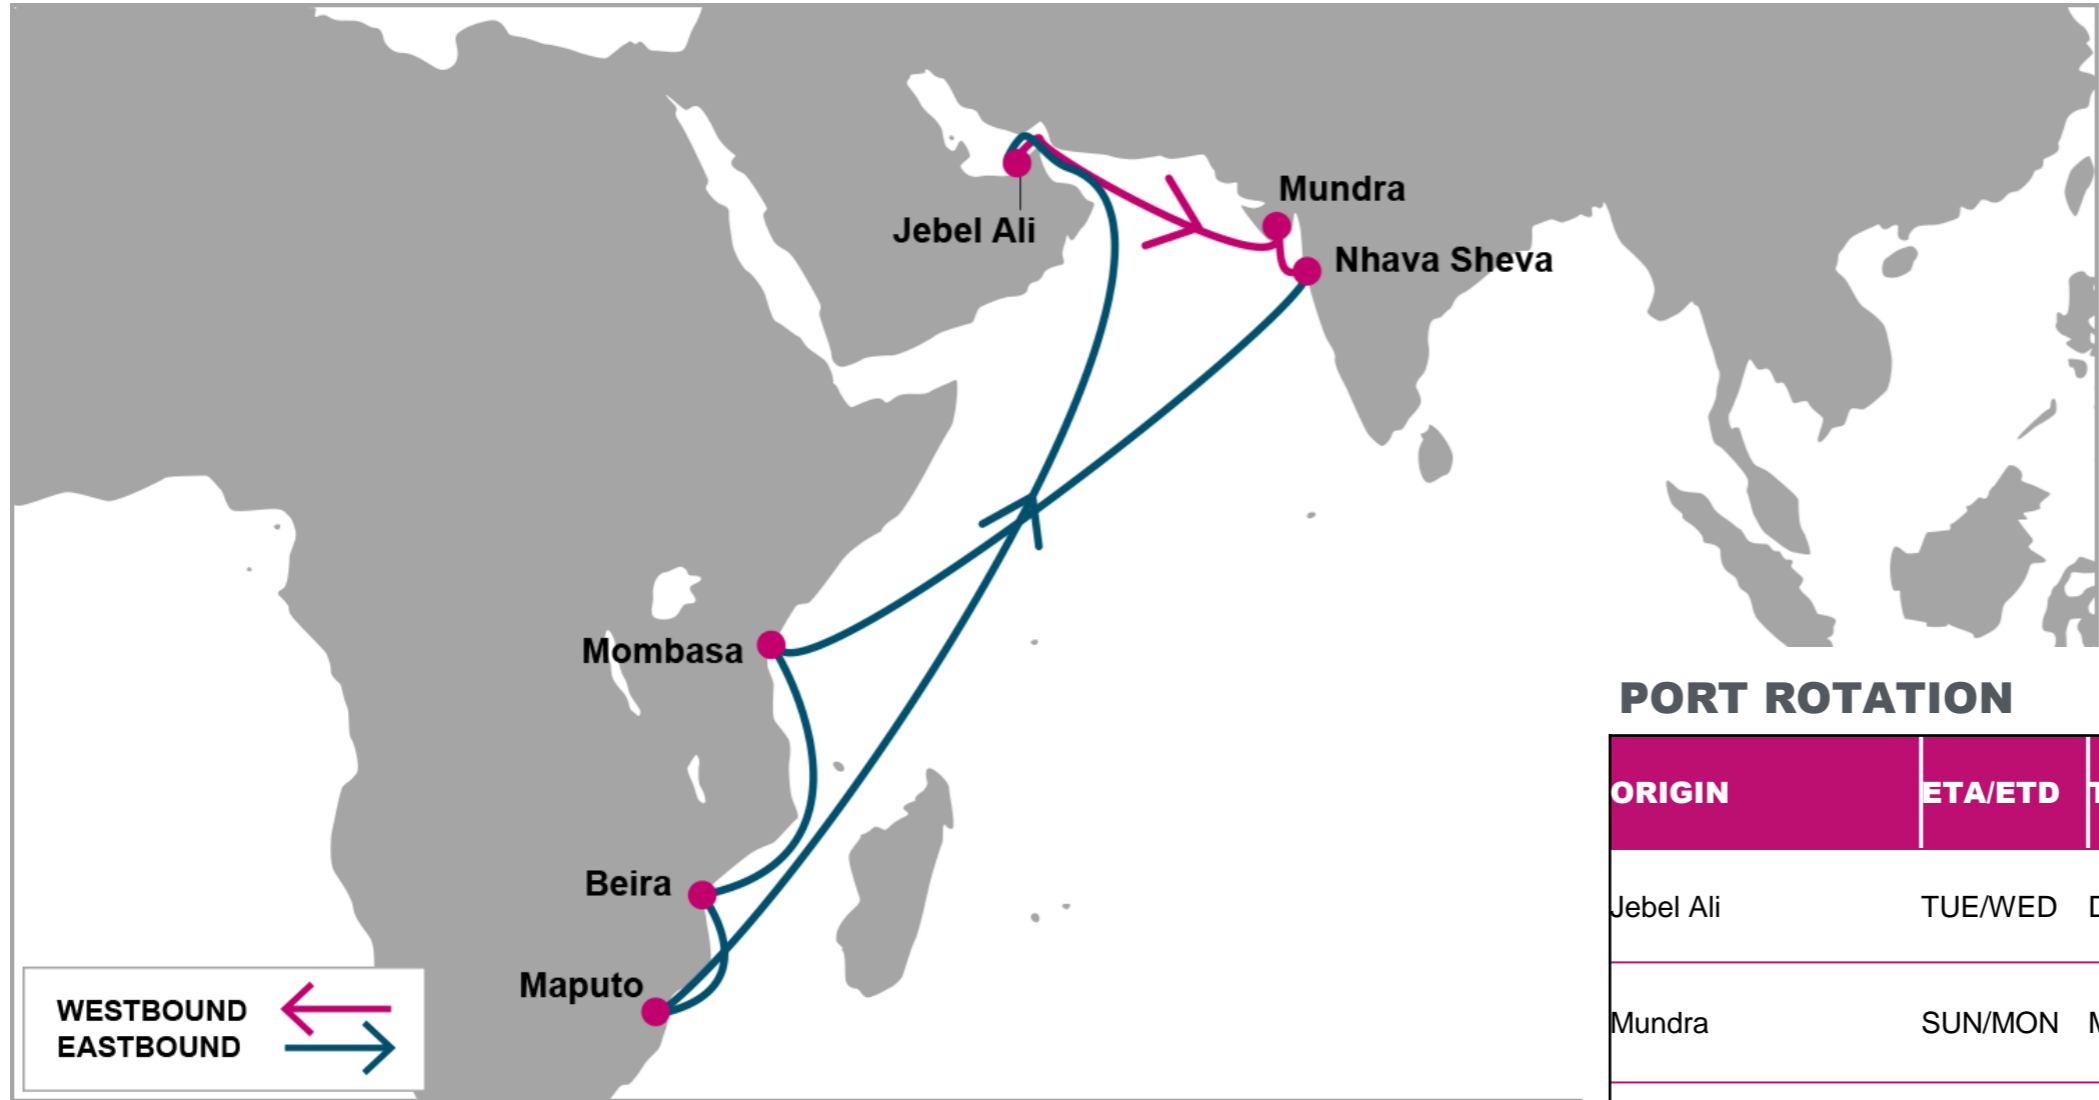 Mundra
Jebel Ali
Nhava Sheva
Mombasa
Beira
Maputo
WESTBOUND
EASTBOUND
PORT ROTATION
ORIGIN ETA/ETD
Jebel Ali TUE/WED
Mundra SUN/MON